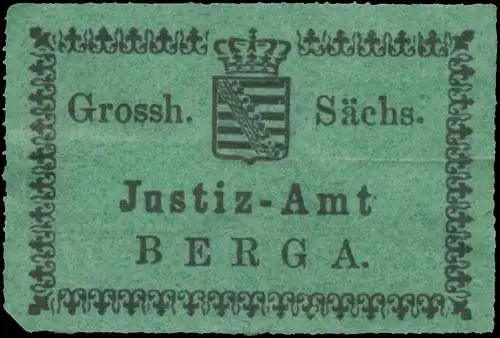 Grossh. Sächs.
Justiz-Amt
BERGA.